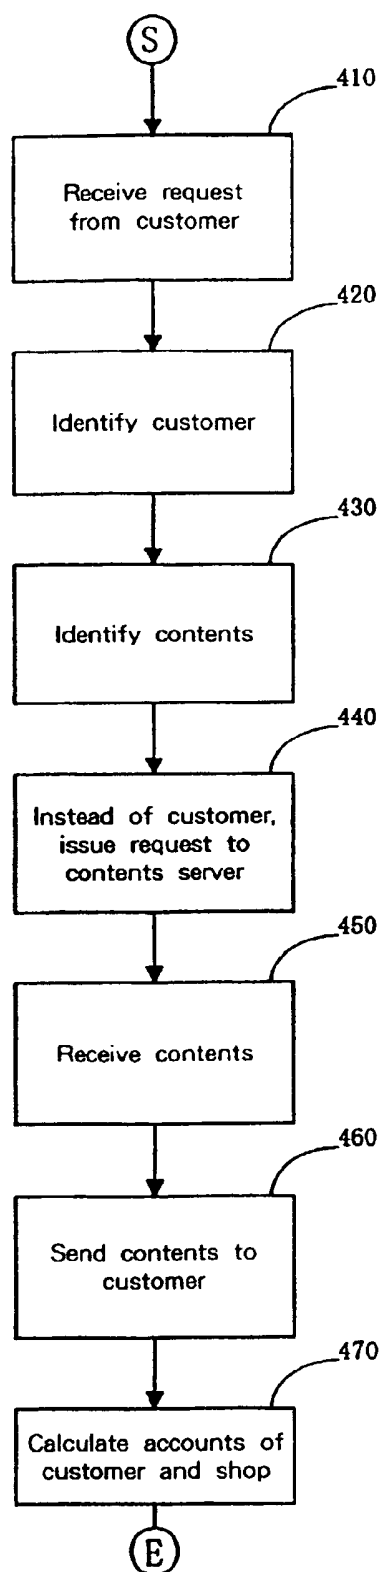 S
410
Receive request
from customer
420
Identify customer
430
Identify contents
440
Instead of customer,
issue request to
contents server
450
Receive contents
460
Send contents to
customer
470
Calculate accounts of
customer and shop
E